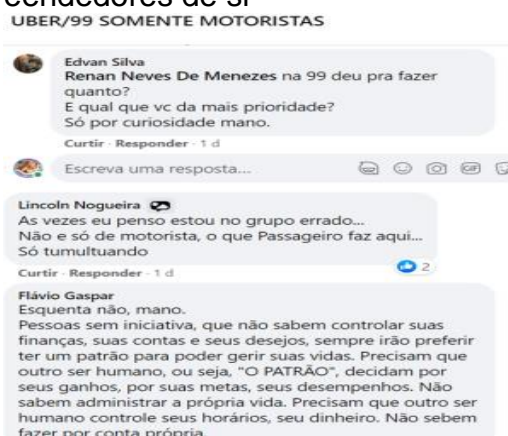 eendedores de si
UBER/99 SOMENTE MOTORISTAS
Edvan Silva
Renan Neves De Menezes na 99 deu pra fazer
quanto?
E qual que vc da mais prioridade?
Só por curiosidade mano.
Curtir · Responder · 1 d
Escreva uma resposta...
GIF
Lincoln Nogueira
As vezes eu penso estou no grupo errado...
Não e só de motorista, o que Passageiro faz aqui...
Só tumultuando
2
Curtir · Responder · 1 d
Flávio Gaspar
Esquenta não, mano.
Pessoas sem iniciativa, que não sabem controlar suas
finanças, suas contas e seus desejos, sempre irão preferir
ter um patrão para poder gerir suas vidas. Precisam que
outro ser humano, ou seja, "O PATRÃO", decidam por
seus ganhos, por suas metas, seus desempenhos. Não
sabem administrar a própria vida. Precisam que outro ser
humano controle seus horários, seu dinheiro. Não sebem
fazer por conta própria.